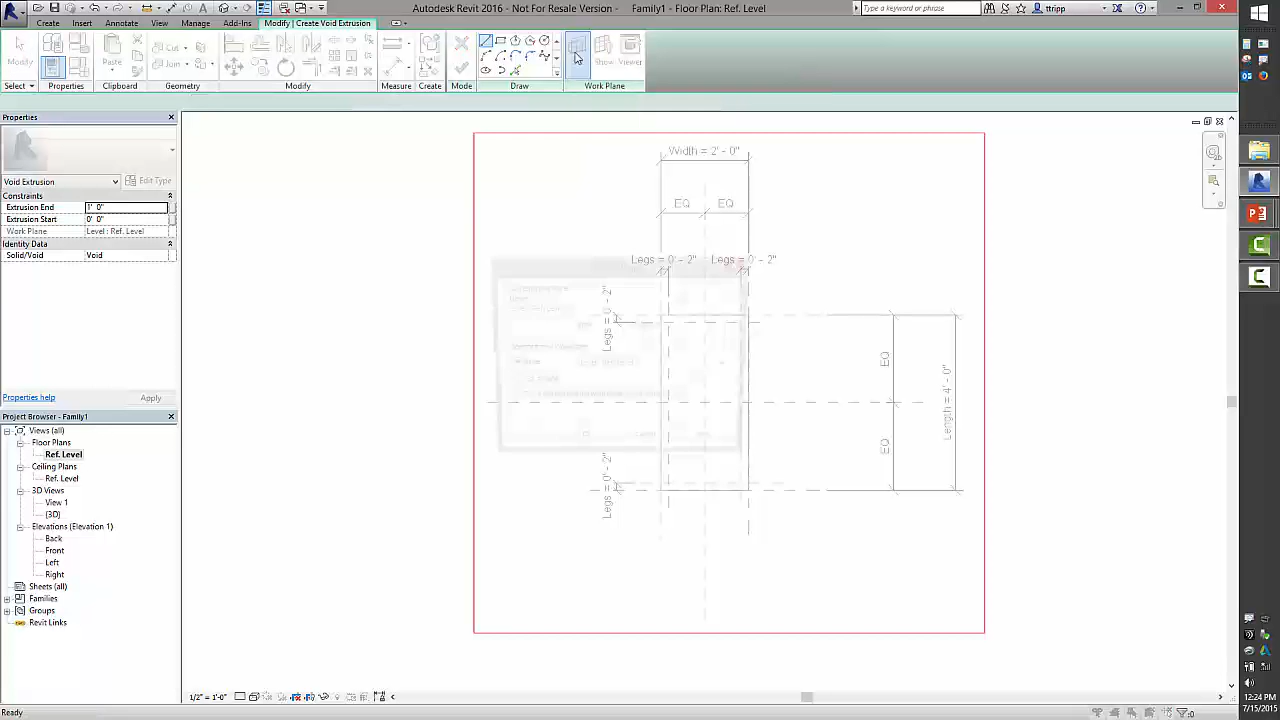 Autodesk Revit 2016 - Not For Resale Version - Family1 - Floor Plan: Ref. Level
Type a keyword or phrase
ttripp
Create Insert Annotate View Manage Add-Ins Modify | Create Void Extrusion
Modify
Paste
Cut
Join
Show Viewer
Select Properties Clipboard Geometry Modify Measure Create Mode Draw Work Plane
Properties
Void Extrusion
Edit Type
Constraints
Extrusion End 1' 0"
Extrusion Start 0' 0"
Work Plane Level : Ref. Level
Identity Data
Solid/Void Void
Properties help
Apply
Project Browser - Family1
Views (all)
Floor Plans
Ref. Level
Ceiling Plans
Ref. Level
3D Views
View 1
{3D}
Elevations (Elevation 1)
Back
Front
Left
Right
Sheets (all)
Families
Groups
Revit Links
Width = 2' - 0"
EQ EQ
Legs = 0' - 2" Legs = 0' - 2"
Legs = 0' - 2"
EQ
Length = 4' - 0"
EQ
Legs = 0' - 2"
1/2" = 1'-0"
Ready
:0
12:24 PM
7/15/2015